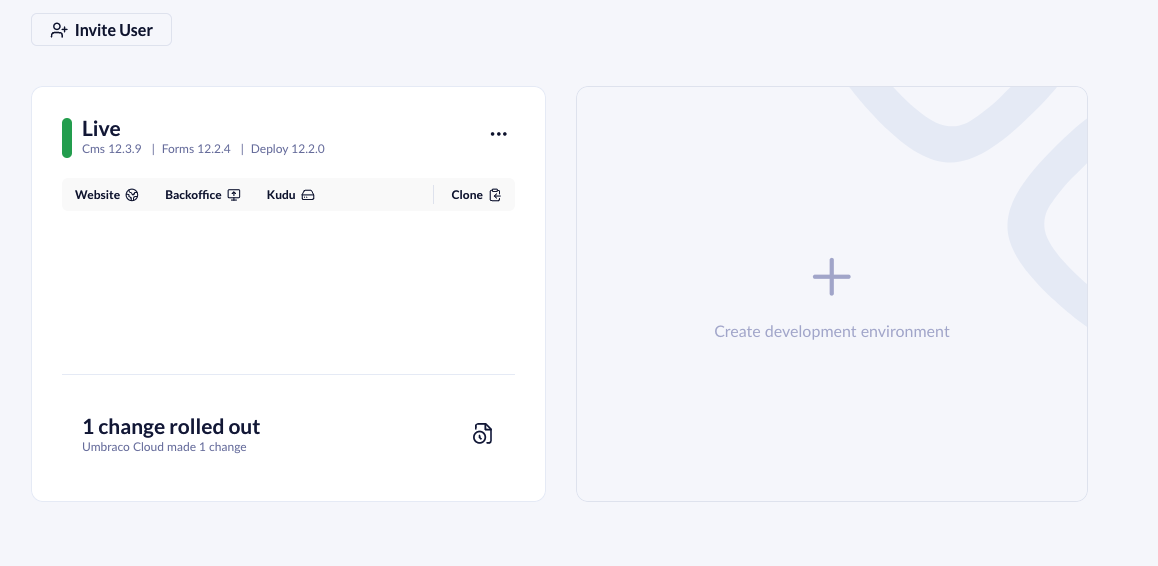 Invite User
Live
Cms 12.3.9 | Forms 12.2.4 | Deploy 12.2.0
Website Backoffice Kudu Clone
Create development environment
1 change rolled out
Umbraco Cloud made 1 change